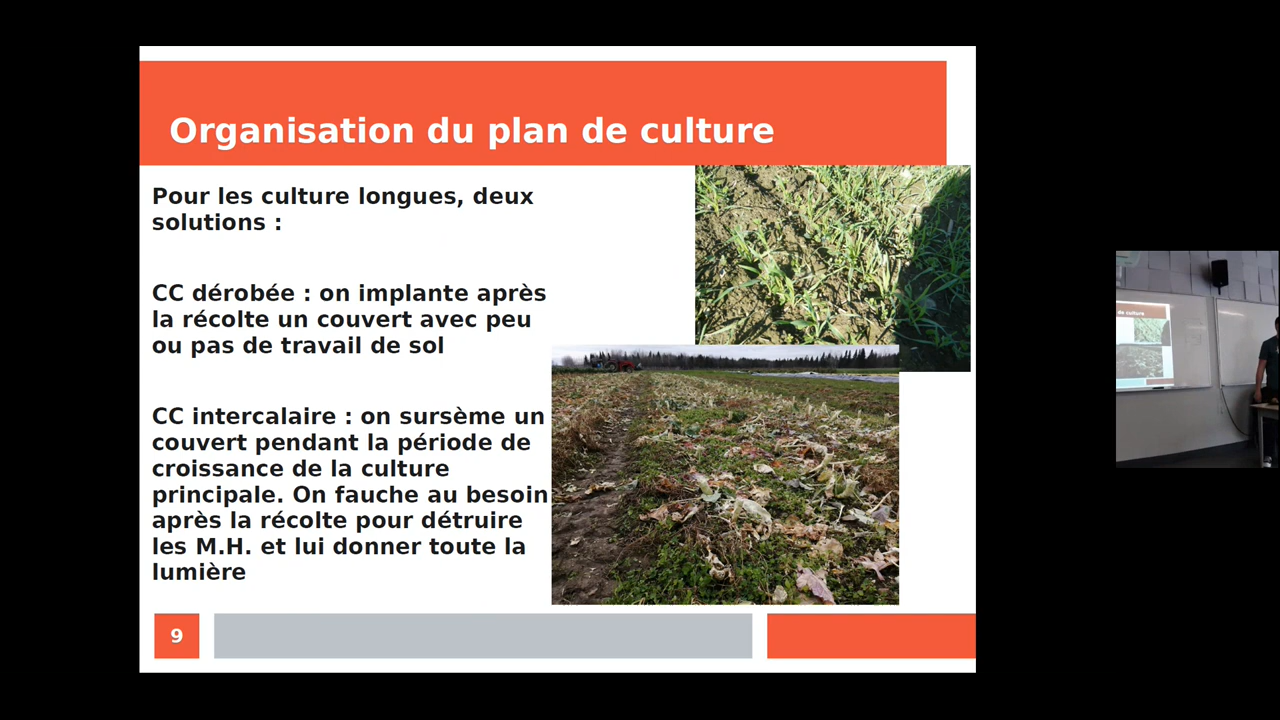 Organisation du plan de culture
Pour les culture longues, deux
solutions :
CC dérobée : on implante après
la récolte un couvert avec peu
ou pas de travail de sol
CC intercalaire : on sursème un
couvert pendant la période de
croissance de la culture
principale. On fauche au besoin
après la récolte pour détruire
les M.H. et lui donner toute la
lumière
9
de culture